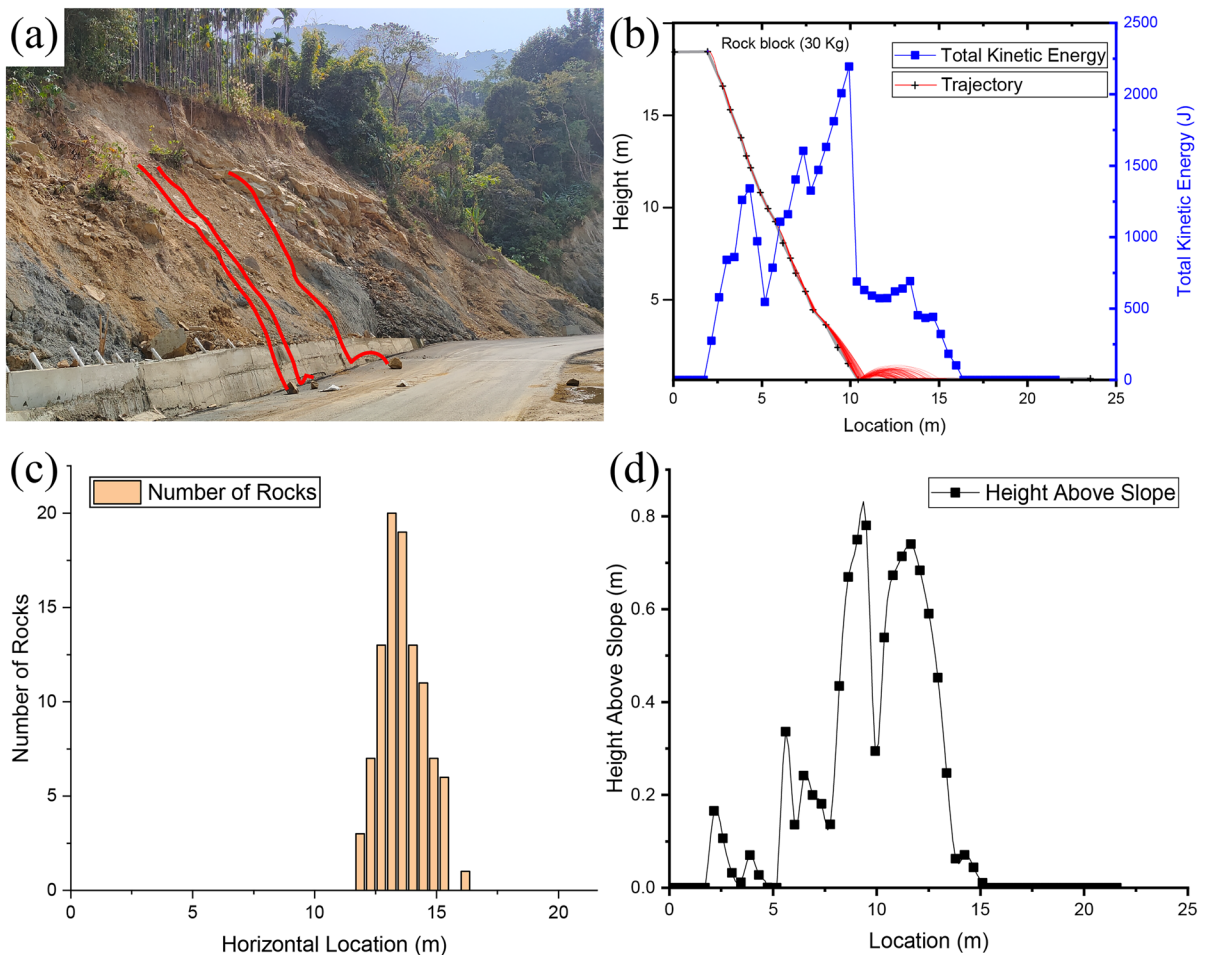 (a)
(b)
Rock block (30 Kg)
Total Kinetic Energy
Trajectory
Height (m)
15
10
5
0
5
10
15
20
25
Location (m)
0
500
1000
1500
2000
2500
Total Kinetic Energy (J)
(c)
Number of Rocks
Number of Rocks
20
15
10
5
0
0
5
10
15
20
Horizontal Location (m)
(d)
Height Above Slope
Height Above Slope (m)
0.8
0.6
0.4
0.2
0.0
0
5
10
15
20
25
Location (m)